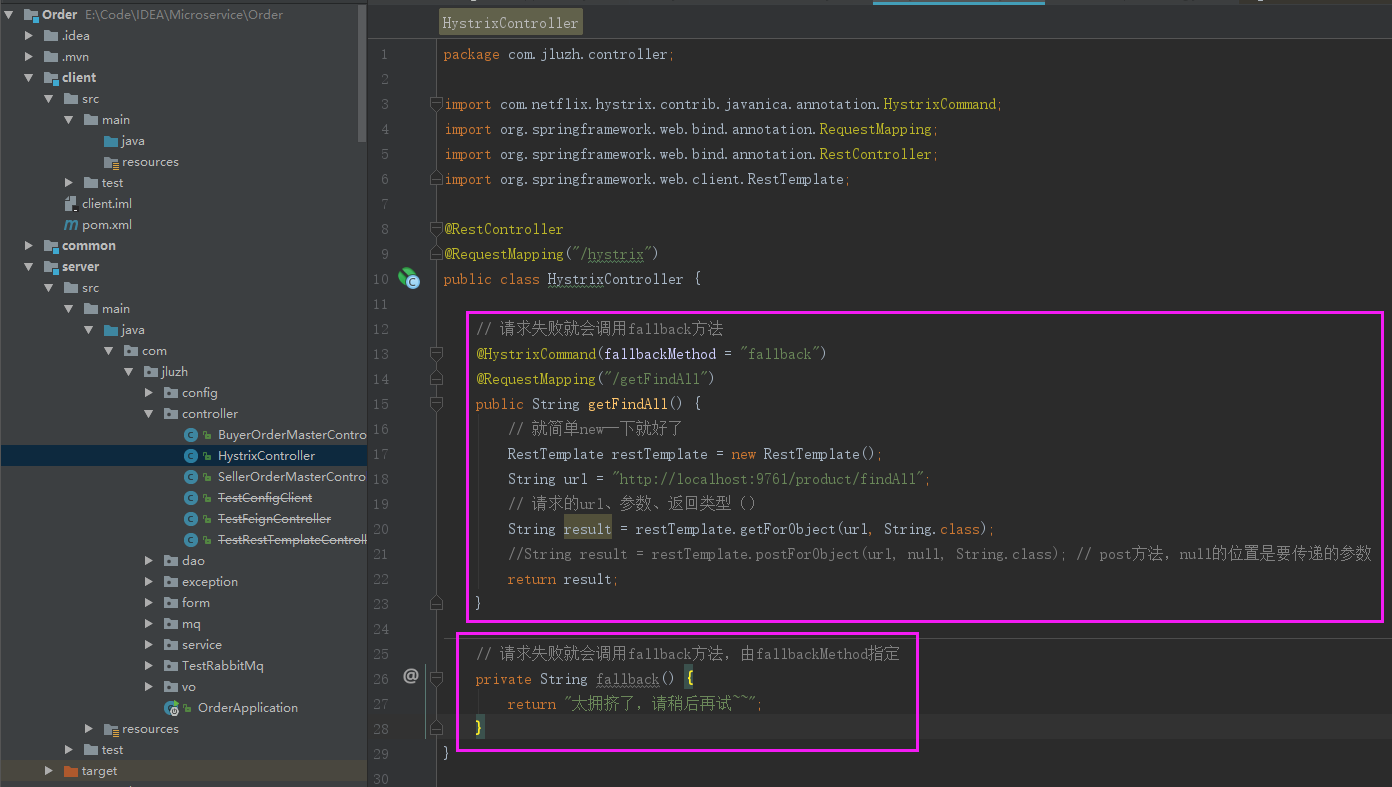 Order E:\Code\IDEA\Microservice\Order
.idea
.mvn
client
src
main
java
resources
test
client.iml
pom.xml
common
server
src
main
java
com
jluzh
config
controller
BuyerOrderMasterContro
HystrixController
SellerOrderMasterContro
TestConfigClient
TestFeignController
TestRestTemplateControll
dao
exception
form
mq
service
TestRabbitMq
vo
OrderApplication
resources
test
target
HystrixController
1 package com.jluzh.controller;
2
3 import com.netflix.hystrix.contrib.javanica.annotation.HystrixCommand;
4 import org.springframework.web.bind.annotation.RequestMapping;
5 import org.springframework.web.bind.annotation.RestController;
6 import org.springframework.web.client.RestTemplate;
7
8 @RestController
9 @RequestMapping("/hystrix")
10 public class HystrixController {
11
12 // 请求失败就会调用fallback方法
13 @HystrixCommand(fallbackMethod = "fallback")
14 @RequestMapping("/getFindAll")
15 public String getFindAll() {
16 // 就简单new一下就好了
17 RestTemplate restTemplate = new RestTemplate();
18 String url = "http://localhost:9761/product/findAll";
19 // 请求的url、参数、返回类型（）
20 String result = restTemplate.getForObject(url, String.class);
21 //String result = restTemplate.postForObject(url, null, String.class); // post方法，null的位置是要传递的参数
22 return result;
23 }
24
25 // 请求失败就会调用fallback方法，由fallbackMethod指定
26 @ private String fallback() {
27 return "太拥挤了，请稍后再试~~";
28 }
29 }
30